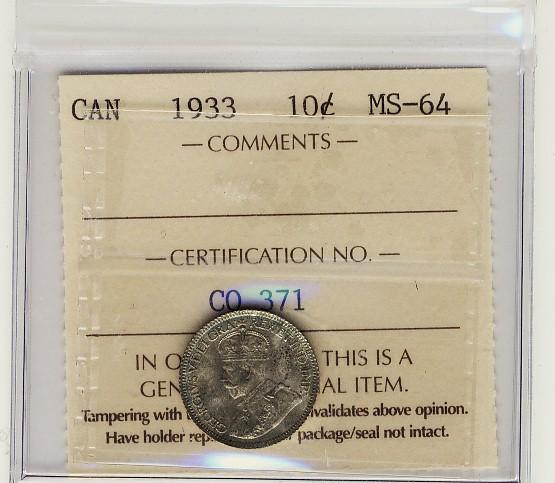 CAN 1933 10¢ MS-64
— COMMENTS —
— CERTIFICATION NO. —
CO 371
IN O THIS IS A
GEN AL ITEM.
Tampering with validates above opinion.
Have holder rep package/seal not intact.